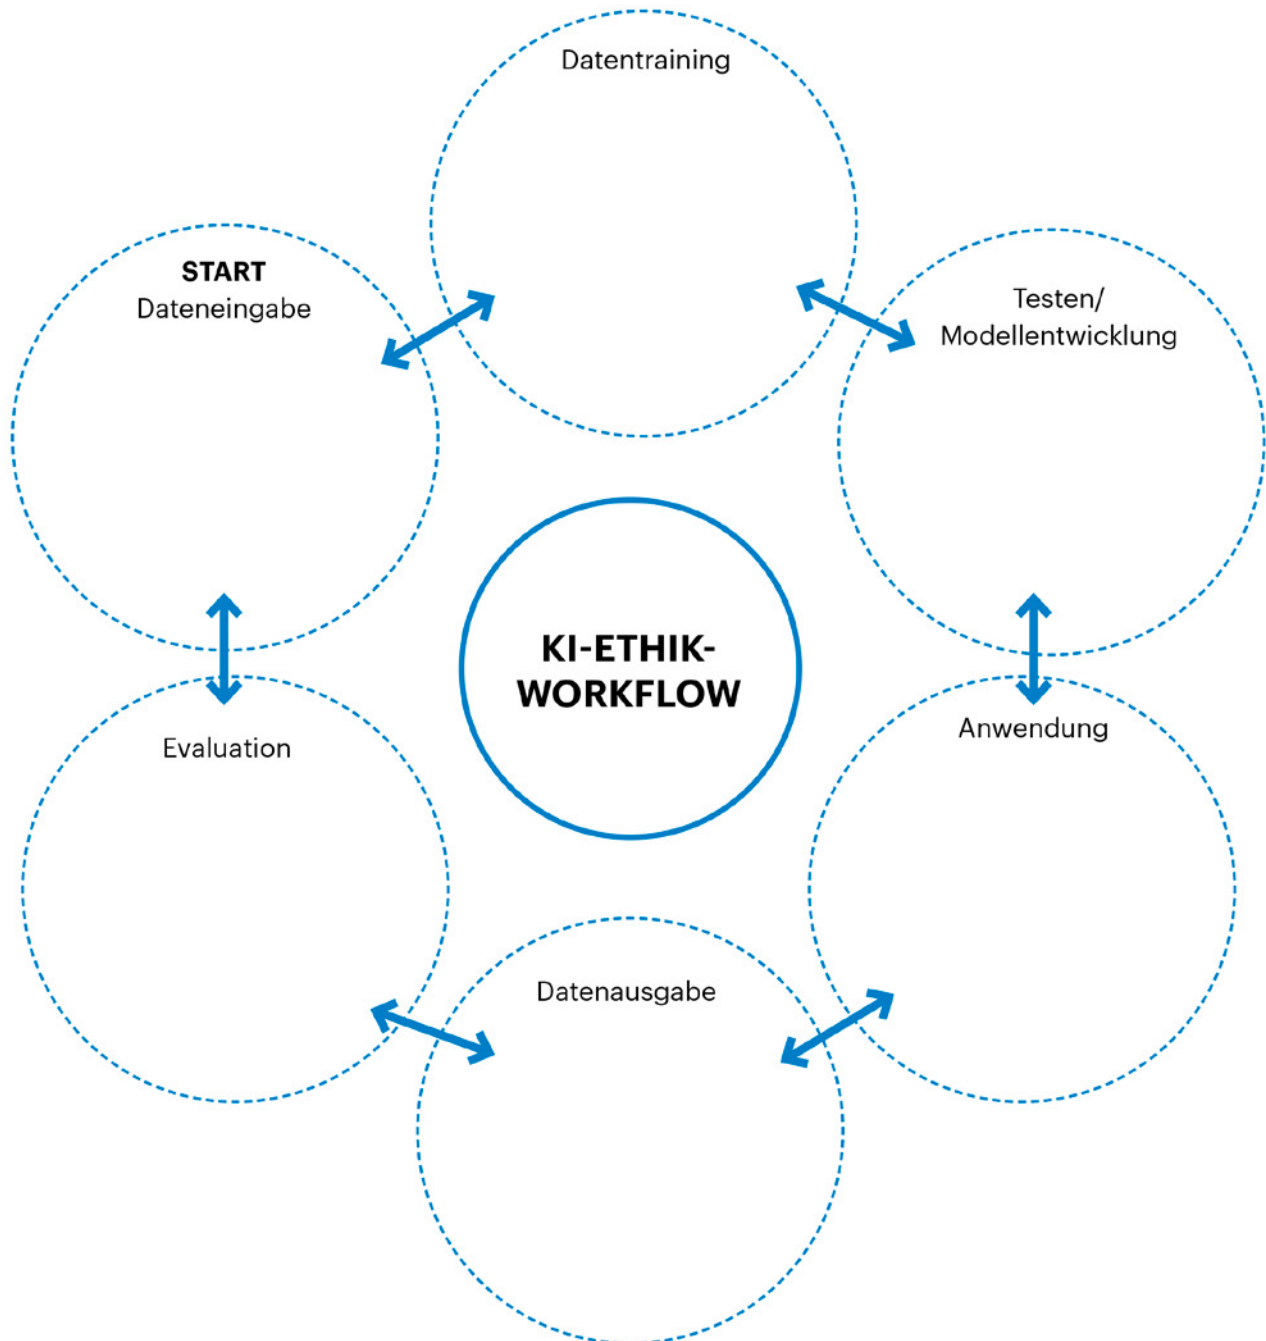 Datentraining
START
Dateneingabe
Testen/
Modellentwicklung
KI-ETHIK-
WORKFLOW
Evaluation
Anwendung
Datenausgabe